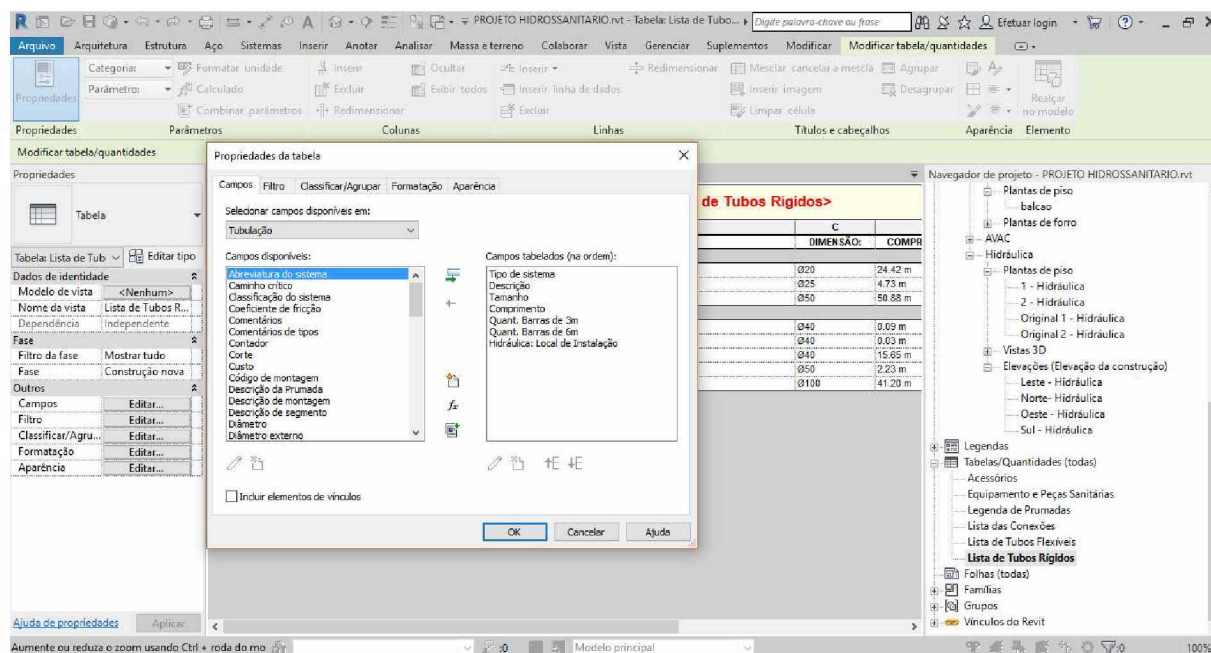 PROJETO HIDROSSANITARIO.rvt - Tabela: Lista de Tubo...
Digite palavra-chave ou frase
Efetuar login
Arquivo Arquitetura Estrutura Aço Sistemas Inserir Anotar Analisar Massa e terreno Colaborar Vista Gerenciar Suplementos Modificar Modificar tabela/quantidades
Categoria: Formatar unidade Inserir Ocultar Inserir Redimensionar Mesclar cancelar a mescla Agrupar
Propriedades Parâmetro: Calculado Excluir Exibir todos Inserir linha de dados Inserir imagem Desagrupar Realçar
Combinar parâmetros Redimensionar Excluir Limpar célula no modelo
Propriedades Parâmetros Colunas Linhas Títulos e cabeçalhos Aparência Elemento
Modificar tabela/quantidades
Propriedades
Tabela
Tabela: Lista de Tub Editar tipo
Dados de identidade
Modelo de vista <Nenhum>
Nome da vista Lista de Tubos R...
Dependência Independente
Fase
Filtro da fase Mostrar tudo
Fase Construção nova
Outros
Campos Editar...
Filtro Editar...
Classificar/Agru... Editar...
Formatação Editar...
Aparência Editar...
Ajuda de propriedades Aplicar
Propriedades da tabela
Campos Filtro Classificar/Agrupar Formatação Aparência
Selecionar campos disponíveis em:
Tubulação
Campos disponíveis:
Abreviatura do sistema
Caminho crítico
Classificação do sistema
Coeficiente de fricção
Comentários
Comentários de tipos
Contador
Corte
Custo
Código de montagem
Descrição da Prumada
Descrição de montagem
Descrição de segmento
Diâmetro
Diâmetro externo
Campos tabelados (na ordem):
Tipo de sistema
Descrição
Tamanho
Comprimento
Quant. Barras de 3m
Quant. Barras de 6m
Hidráulica: Local de Instalação
Incluir elementos de vínculos
OK Cancelar Ajuda
de Tubos Rígidos>
C
DIMENSÃO: COMPR
Ø20 24.42 m
Ø25 4.73 m
Ø50 50.88 m
Ø40 0.09 m
Ø40 0.03 m
Ø40 15.65 m
Ø50 2.23 m
Ø100 41.20 m
Navegador de projeto - PROJETO HIDROSSANITARIO.rvt
Plantas de piso
balcao
Plantas de forro
AVAC
Hidráulica
Plantas de piso
1 - Hidráulica
2 - Hidráulica
Original 1 - Hidráulica
Original 2 - Hidráulica
Vistas 3D
Elevações (Elevação da construção)
Leste - Hidráulica
Norte- Hidráulica
Oeste - Hidráulica
Sul - Hidráulica
Legendas
Tabelas/Quantidades (todas)
Acessórios
Equipamento e Peças Sanitárias
Legenda de Prumadas
Lista das Conexões
Lista de Tubos Flexíveis
Lista de Tubos Rígidos
Folhas (todas)
Famílias
Grupos
Vínculos do Revit
Aumente ou reduza o zoom usando Ctrl + roda do mo :0 Modelo principal :0 100%